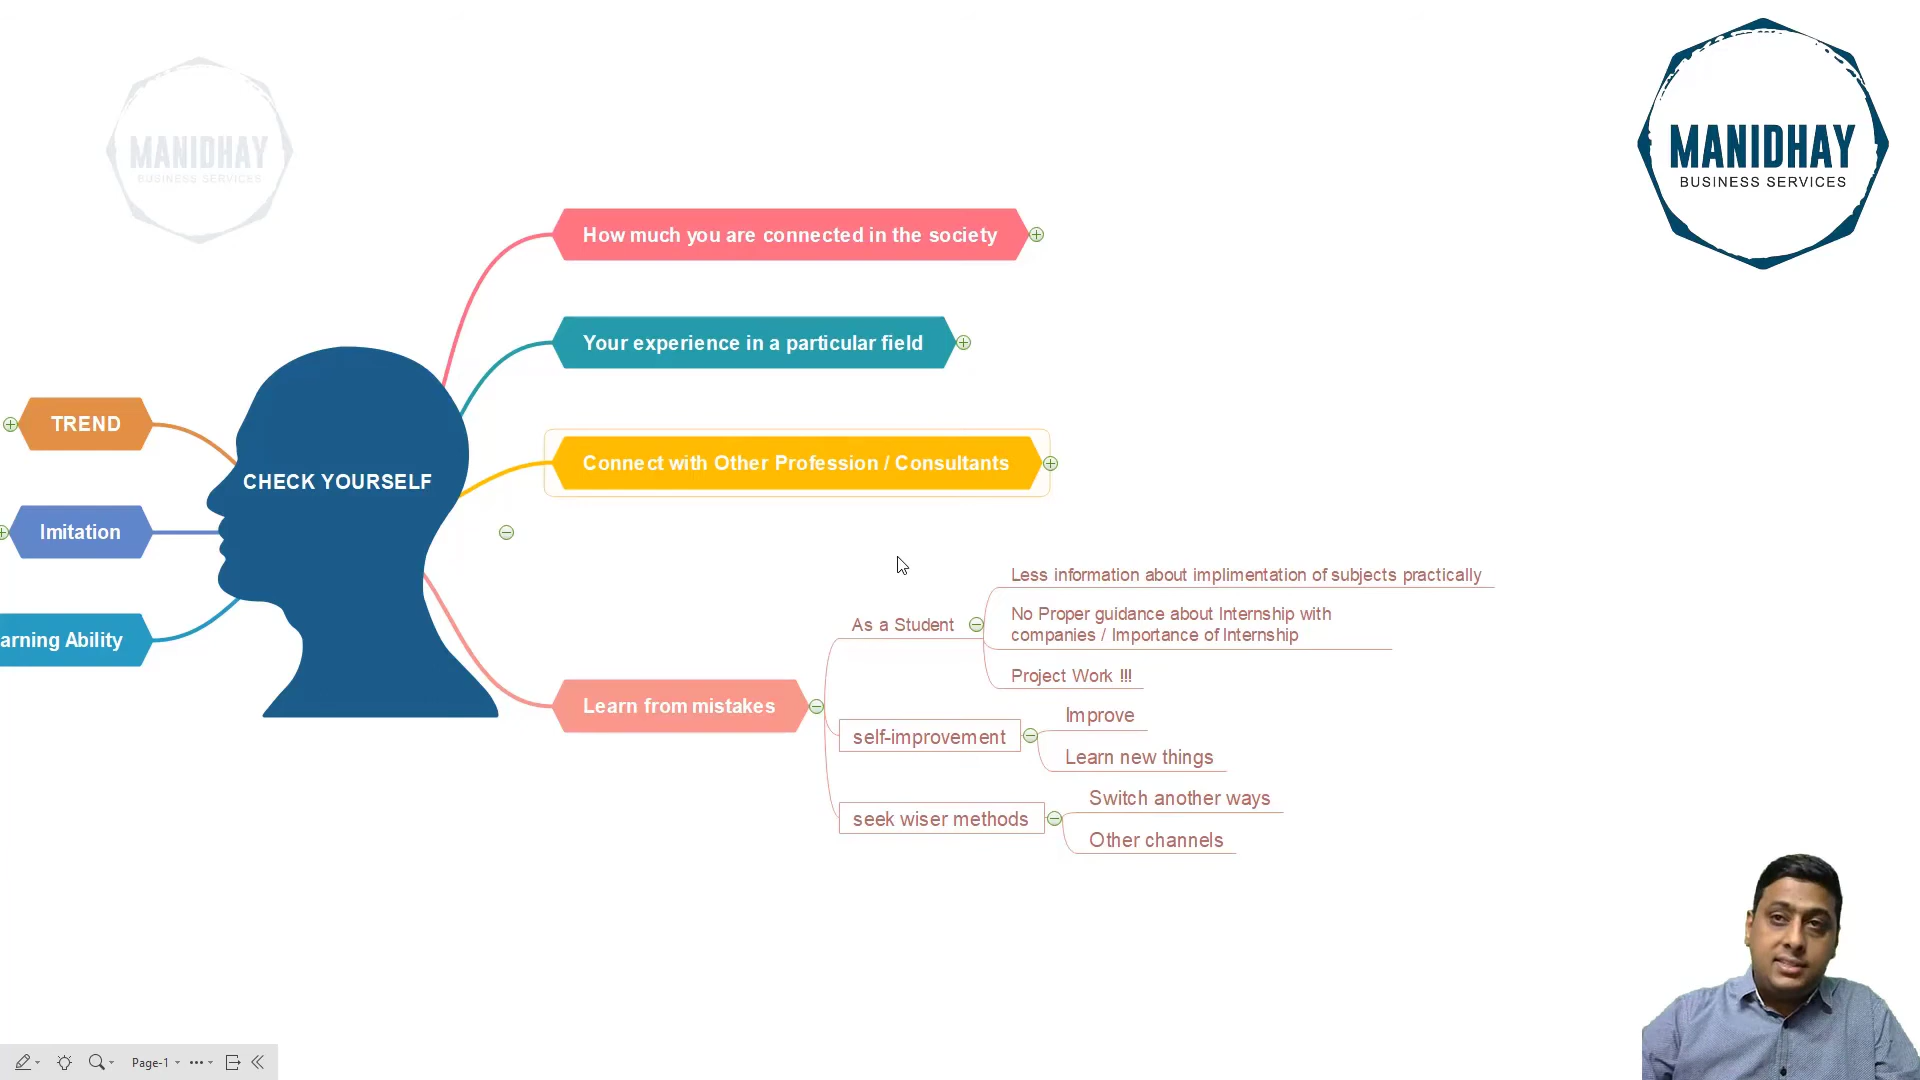 MANIDHAY
BUSINESS SERVICES
MANIDHAY
BUSINESS SERVICES
How much you are connected in the society
Your experience in a particular field
TREND
Connect with Other Profession / Consultants
CHECK YOURSELF
Imitation
arning Ability
Learn from mistakes
As a Student
Less information about implimentation of subjects practically
No Proper guidance about Internship with
companies / Importance of Internship
Project Work !!!
self-improvement
Improve
Learn new things
seek wiser methods
Switch another ways
Other channels
Page-1